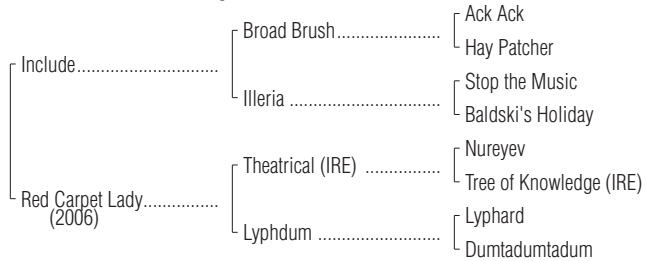 Ack Ack
Broad Brush
Hay Patcher
Include
Stop the Music
Illeria
Baldski's Holiday
Nureyev
Theatrical (IRE)
Tree of Knowledge (IRE)
Red Carpet Lady
(2006)
Lyphard
Lyphdum
Dumtadumtadum